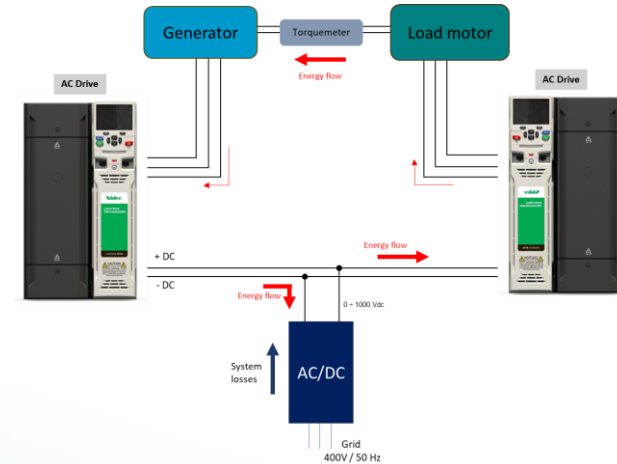 Generator
Torquemeter
Load motor
Energy flow
AC Drive
AC Drive
Nidec
+ DC
Energy flow
- DC
Energy flow
0 ÷ 1000 Vdc
System
losses
AC/DC
Grid
400V / 50 Hz